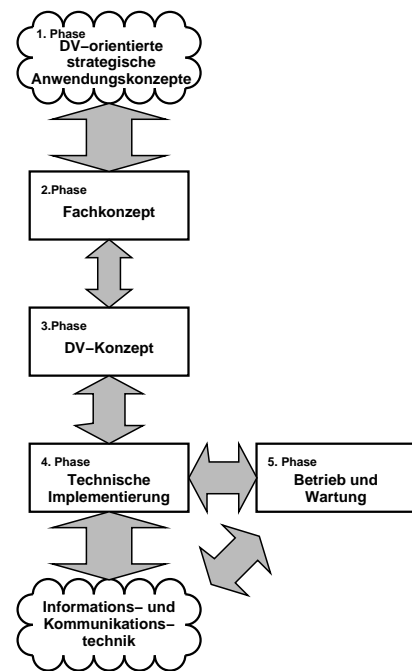 1. Phase
DV–orientierte
strategische
Anwendungskonzepte
2.Phase
Fachkonzept
3.Phase
DV–Konzept
4. Phase
Technische
Implementierung
5. Phase
Betrieb und
Wartung
Informations– und
Kommunikations–
technik